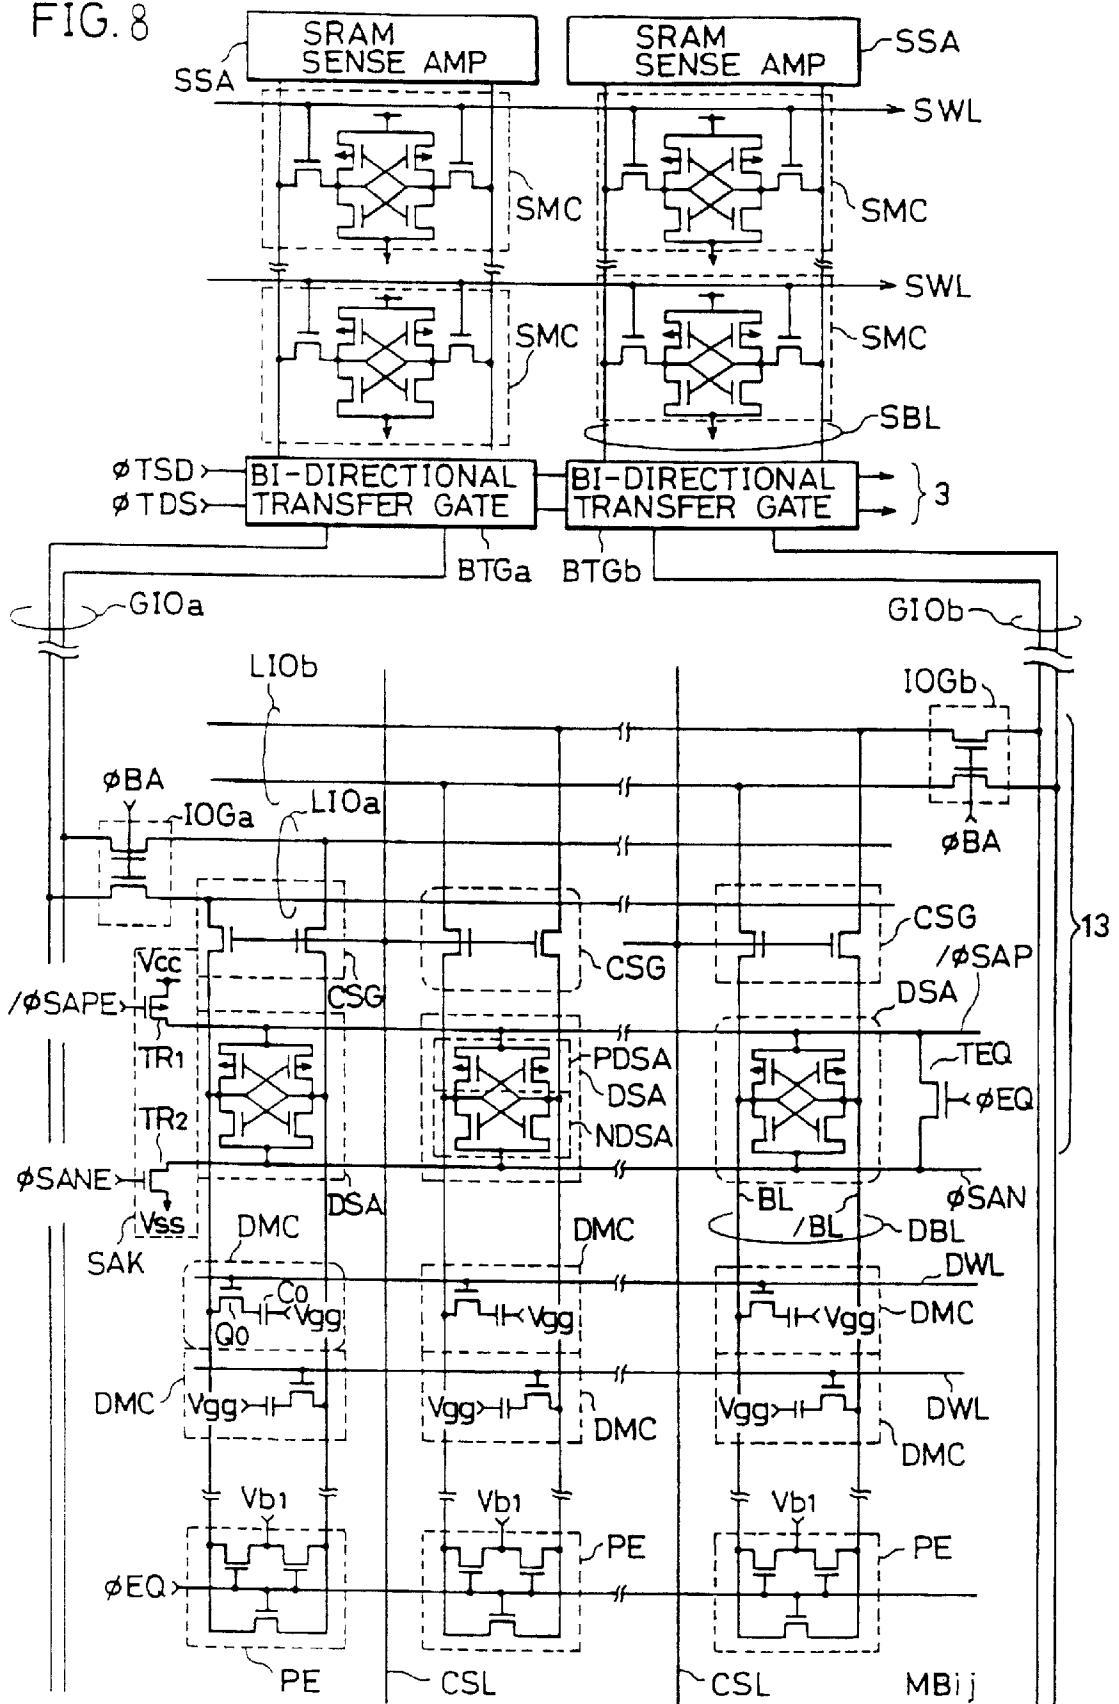 FIG. 8
SRAM
SENSE AMP
SRAM
SENSE AMP
SSA
SSA
SWL
SMC
SMC
SWL
SMC
SMC
SBL
φTSD
φTDS
BI-DIRECTIONAL
TRANSFER GATE
BI-DIRECTIONAL
TRANSFER GATE
3
BTGa
BTGb
GIOa
GIOb
LIOb
IOGb
φBA
IOGa
LIOa
φBA
CSG
CSG
CSG
13
Vcc
/φSAPE
TR1
/φSAP
DSA
PDSA
DSA
NDSA
TEQ
φEQ
TR2
φSANE
Vss
DSA
BL
/BL
φSAN
DBL
SAK
DMC
DMC
DWL
C0
Q0
Vgg
Vgg
Vgg
DMC
DMC
Vgg
Vgg
DMC
Vgg
DWL
DMC
Vb1
Vb1
Vb1
PE
PE
φEQ
PE
CSL
CSL
MBij